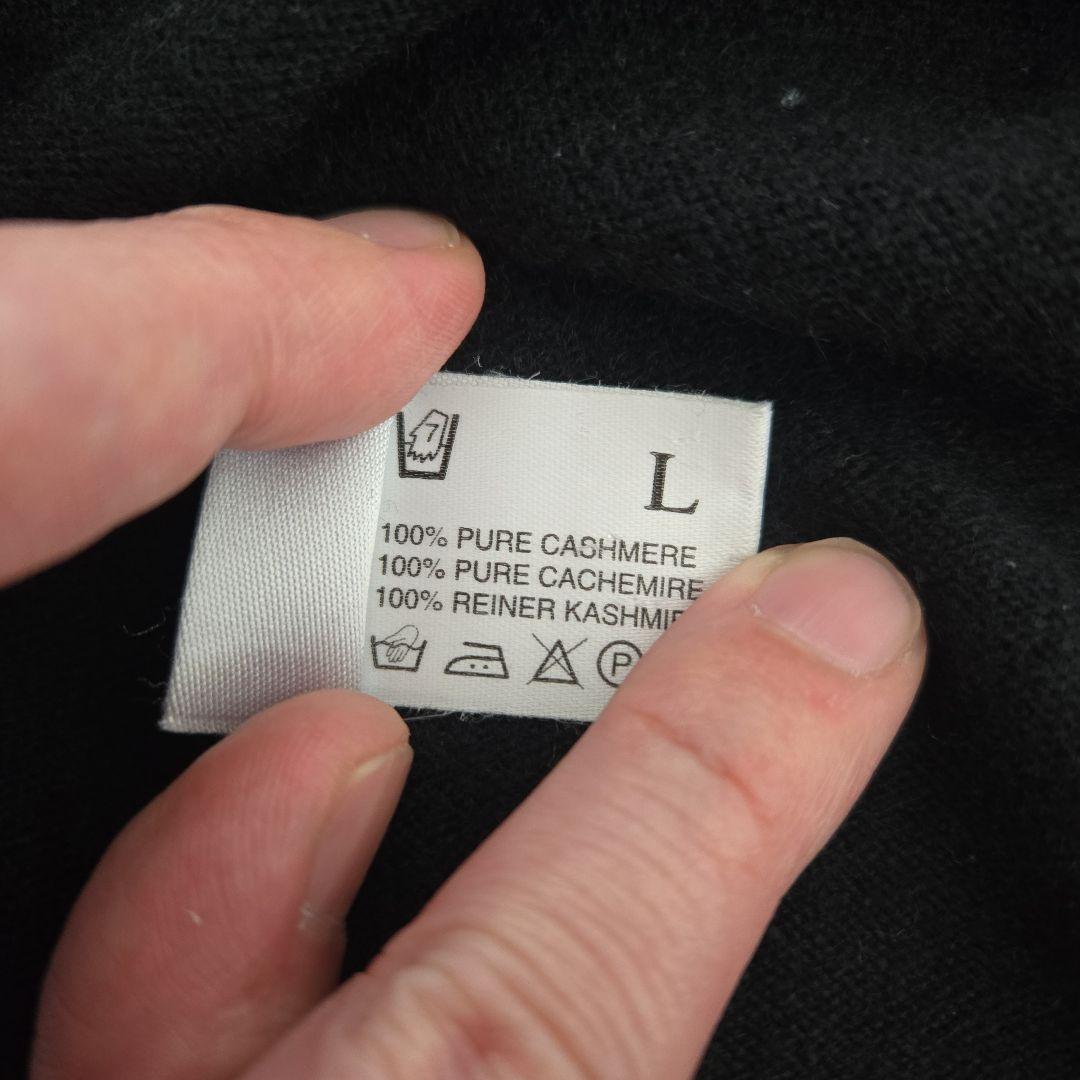 L
100% PURE CASHMERE
100% PURE CACHEMIRE
100% REINER
P